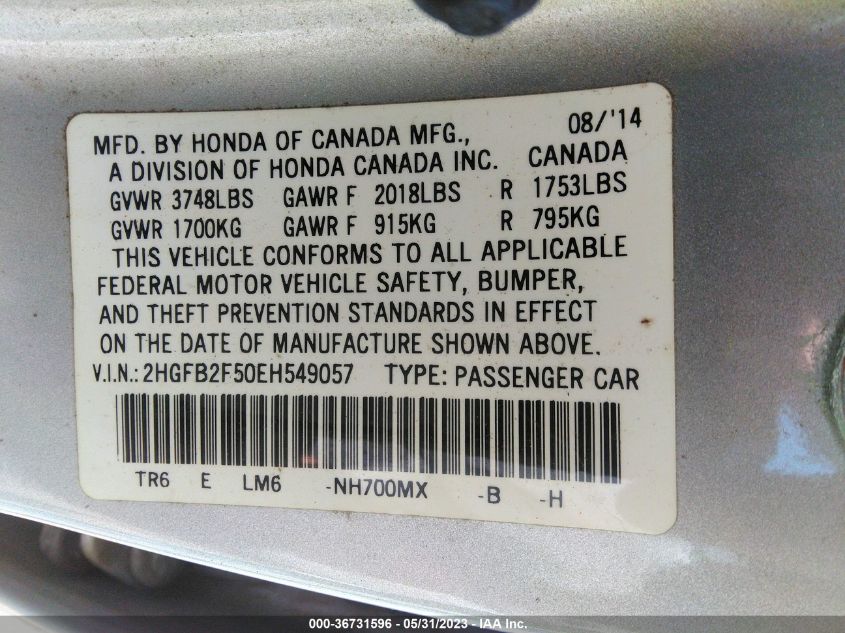 08/'14
MFD. BY HONDA OF CANADA MFG.,
A DIVISION OF HONDA CANADA INC. CANADA
GVWR 3748LBS GAWR F 2018LBS R 1753LBS
GVWR 1700KG GAWR F 915KG R 795KG
THIS VEHICLE CONFORMS TO ALL APPLICABLE
FEDERAL MOTOR VEHICLE SAFETY, BUMPER,
AND THEFT PREVENTION STANDARDS IN EFFECT
ON THE DATE OF MANUFACTURE SHOWN ABOVE.
V.I.N.: 2HGFB2F50EH549057 TYPE: PASSENGER CAR
TR6 E LM6 -NH700MX -B -H
000-36731596 - 05/31/2023 - IAA Inc.